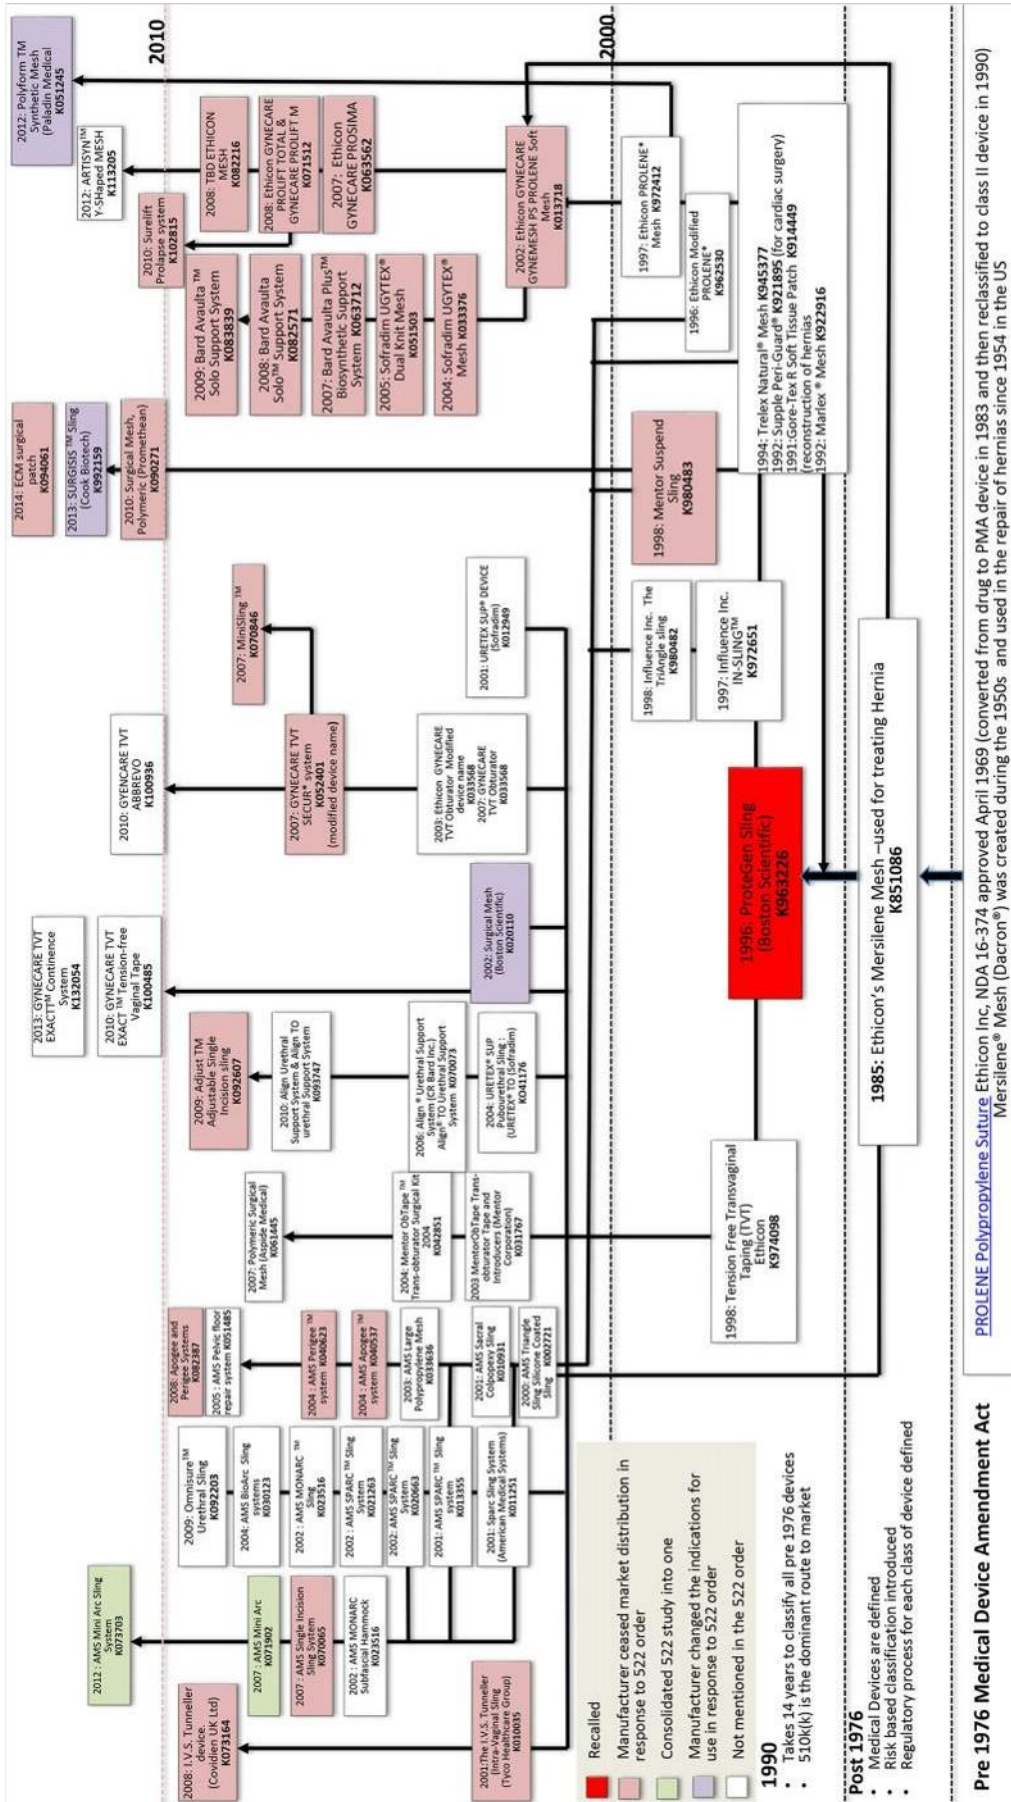 2008: I.V.S. Tunneller
device.
(Covidien UK Ltd)
K073164
2001:The I.V.S. Tunneller
(Intra-Vaginal Sling
(Tyco Healthcare Group)
K010035
2012 : AMS Mini Arc Sling
System
K073703
2007 : AMS Mini Arc
K071902
2007 : AMS Single Incision
Sling System
K070065
2002 : AMS MONARC
Subfascial Hammock
K023516
2009: Omnisure™
Urethral Sling
K092203
2004: AMS BioArc Sling
systems
K030123
2002 : AMS MONARC
Sling
K023516
2002 : AMS SPARC ™ Sling
System
K021263
2002: AMS SPARC ™ Sling
System
K020663
2001: AMS SPARC ™ Sling
system
K013355
2001: Sparc Sling System
(American Medical Systems)
K011251
2008: Apogee and
Perigee Systems
K082387
2005 : AMS Pelvic floor
repair system K051485
2004 : AMS Perigee ™
system K040623
2004 : AMS Apogee ™
system K040537
2003: AMS Large
Polypropylene Mesh
K033636
2001: AMS Sacral
Colpopexy Sling
K010931
2000: AMS Triangle
Sling Silicone Coated
Sling K002721
2007: Polymeric Surgical
Mesh (Aspide Medical)
K061445
2004: Mentor ObTape ™
Trans-obturator Surgical Kit
2004
K042851
2003 MentorObTape Trans-
obturator Tape and
Introducers (Mentor
Corporation)
K031767
2009: Adjust TM
Adjustable Single
Incision sling
K092607
2010: Align Urethral
Support System & Align TO
urethral Support System
K093747
2006: Align ® Urethral Support
System (CR Bard Inc.)
Align® TO Urethral Support
System K070073
2004: URETEX® SUP
Pubourethral Sling :
(URETEX® TO (Sofradim)
KO41176
2013: GYNECARE TVT
EXACT™ Continence
System
K132054
2010: GYNECARE TVT
EXACT ™ Tension-free
Vaginal Tape
K100485
2002: Surgical Mesh
(Boston Scientific)
K020110
2010: GYENCARE TVT
ABBREVO
K100936
2007: GYNECARE TVT
SECUR* system
K052401
(modified device name)
2003: Ethicon GYNECARE
TVT Obturator Modified
device name
K033568
2007: GYNECARE
TVT Obturator
K033568
2007: MiniSling ™
K070846
2001: URETEX SUP® DEVICE
(Sofradim)
K012949
2014: ECM surgical
patch
K094061
2013: SURGISIS ™ Sling
(Cook Biotech)
K992159
2010: Surgical Mesh,
Polymeric (Promethean)
K090271
2009: Bard Avaulta ™
Solo Support System
K083839
2008: Bard Avaulta
Solo™ Support System
K082571
2007: Bard Avaulta Plus™
Biosynthetic Support
System K063712
2005: Sofradim UGYTEX®
Dual Knit Mesh
K051503
2004: Sofradim UGYTEX®
Mesh K033376
2012: Polyform TM
Synthetic Mesh
(Paladin Medical)
K051245
2012: ARTISYN™
Y-SHaped MESH
K113205
2010: Surelift
Prolapse system
K102815
2008: TBD ETHICON
MESH
K082216
2008: Ethicon GYNECARE
PROLIFT TOTAL &
GYNECARE PROLIFT M
K071512
2007: Ethicon
GYNECARE PROSIMA
K063562
2002: Ethicon GYNECARE
GYNEMESH PS PROLENE Soft
Mesh
K013718
2010
2000
1998: Tension Free Transvaginal
Taping (TVT)
Ethicon
K974098
1996: ProteGen Sling
(Boston Scientific)
K963226
1998: Influence Inc. The
TriAngle sling
K980482
1997: Influence Inc.
IN-SLING™
K972651
1998: Mentor Suspend
Sling
K980483
1997: Ethicon PROLENE*
Mesh K972412
1996: Ethicon Modified
PROLENE*
K962530
1994: Trelex Natural® Mesh K945377
1992: Supple Peri-Guard® K921895 (for cardiac surgery)
1991:Gore-Tex R Soft Tissue Patch K914449
(reconstruction of hernias
1992: Marlex ® Mesh K922916
Recalled
Manufacturer ceased market distribution in
response to 522 order
Consolidated 522 study into one
Manufacturer changed the indications for
use in response to 522 order
Not mentioned in the 522 order
1990
• Takes 14 years to classify all pre 1976 devices
• 510k(k) is the dominant route to market
Post 1976
• Medical Devices are defined
• Risk based classification introduced
• Regulatory process for each class of device defined
1985: Ethicon's Mersilene Mesh –used for treating Hernia
K851086
Pre 1976 Medical Device Amendment Act
PROLENE Polypropylene Suture Ethicon Inc, NDA 16-374 approved April 1969 (converted from drug to PMA device in 1983 and then reclassified to class II device in 1990)
Mersilene® Mesh (Dacron®) was created during the 1950s and used in the repair of hernias since 1954 in the US